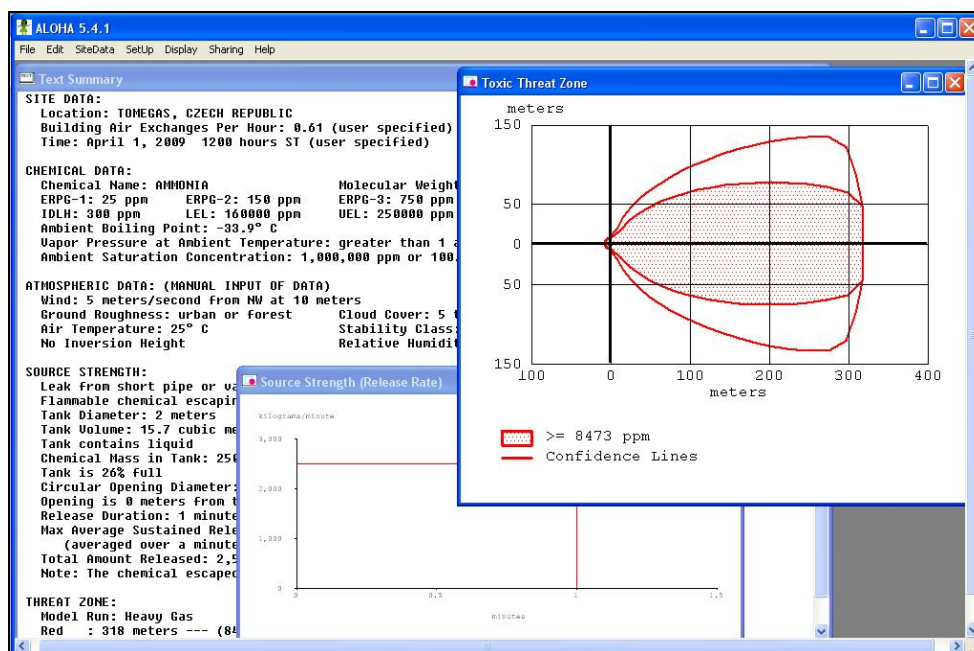 ALOHA 5.4.1
File Edit SiteData SetUp Display Sharing Help
Text Summary
SITE DATA:
Location: TOMEGAS, CZECH REPUBLIC
Building Air Exchanges Per Hour: 0.61 (user specified)
Time: April 1, 2009 1200 hours ST (user specified)
CHEMICAL DATA:
Chemical Name: AMMONIA Molecular Weight
ERPG-1: 25 ppm ERPG-2: 150 ppm ERPG-3: 750 ppm
IDLH: 300 ppm LEL: 160000 ppm UEL: 250000 ppm
Ambient Boiling Point: -33.9° C
Vapor Pressure at Ambient Temperature: greater than 1
Ambient Saturation Concentration: 1,000,000 ppm or 100.
ATMOSPHERIC DATA: (MANUAL INPUT OF DATA)
Wind: 5 meters/second from NW at 10 meters
Ground Roughness: urban or forest Cloud Cover: 5
Air Temperature: 25° C Stability Class:
No Inversion Height Relative Humidit
SOURCE STRENGTH:
Leak from short pipe or va
Flammable chemical escapin
Tank Diameter: 2 meters
Tank Volume: 15.7 cubic me
Tank contains liquid
Chemical Mass in Tank: 250
Tank is 26% full
Circular Opening Diameter:
Opening is 0 meters from t
Release Duration: 1 minute
Max Average Sustained Rele
(averaged over a minute
Total Amount Released: 2,5
Note: The chemical escaped
THREAT ZONE:
Model Run: Heavy Gas
Red : 318 meters --- (84
Toxic Threat Zone
meters
150
50
0
50
150
100 0 100 200 300 400
meters
>= 8473 ppm
Confidence Lines
Source Strength (Release Rate)
kilograms/minute
3,000
2,000
1,000
0
0 0.5 1 1.5
minutes